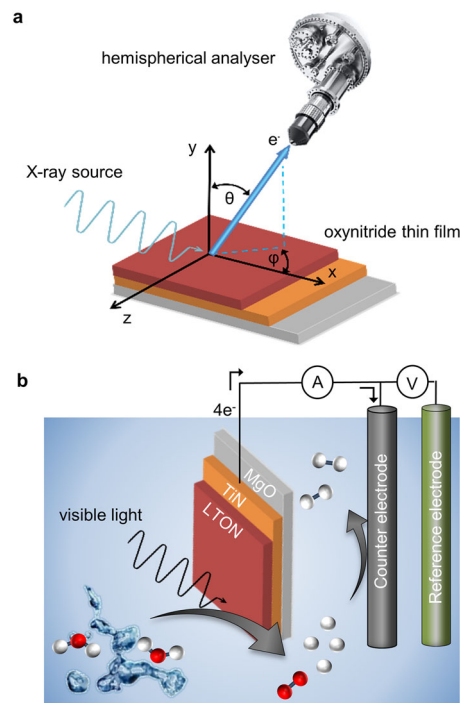 a
hemispherical analyser
e-
y
X-ray source
θ
oxynitride thin film
φ
x
z
b
A
V
4e-
MgO
TiN
LTON
visible light
Counter electrode
Reference electrode